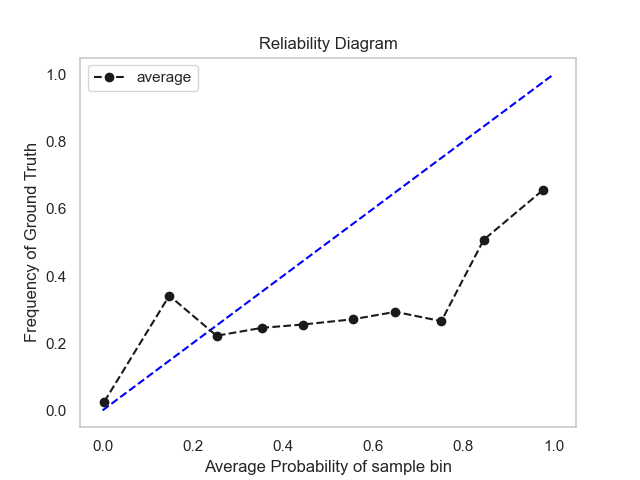 Reliability Diagram
average
Frequency of Ground Truth
1.0
0.8
0.6
0.4
0.2
0.0
0.0 0.2 0.4 0.6 0.8 1.0
Average Probability of sample bin